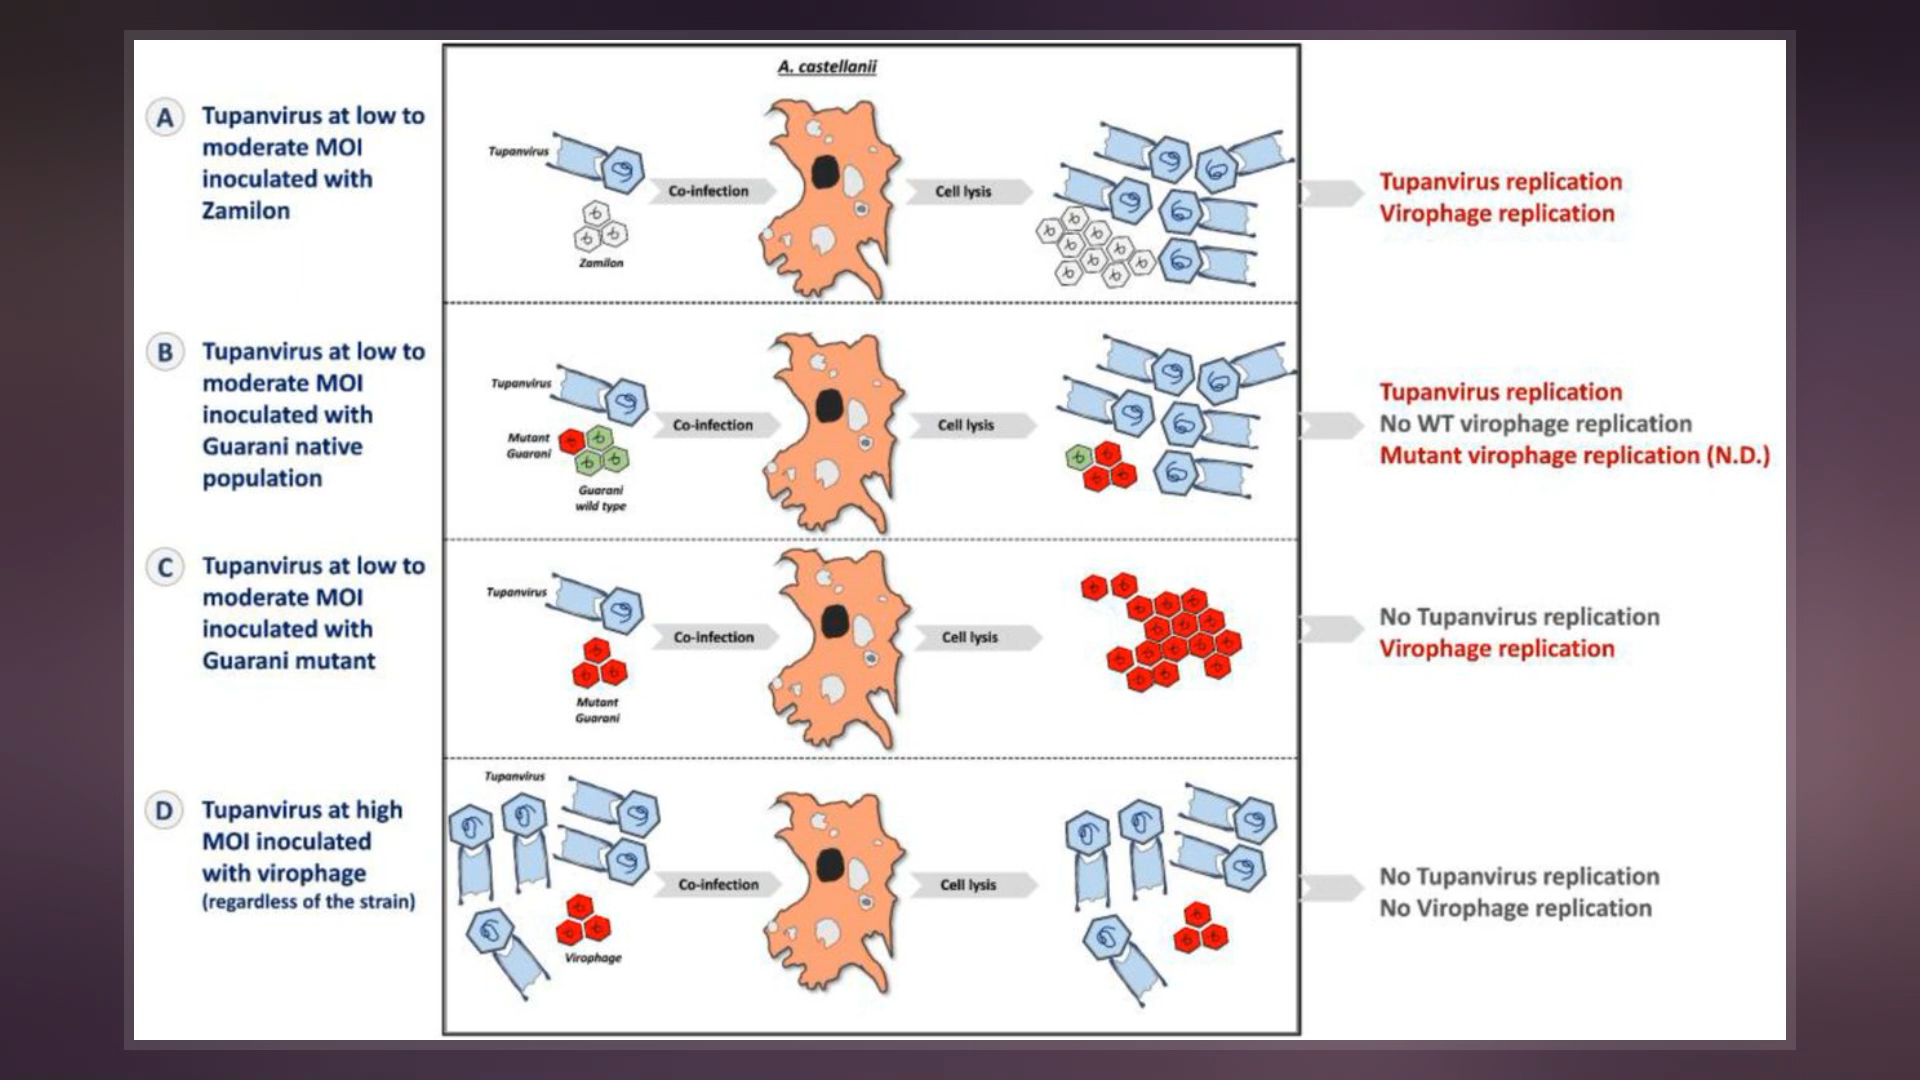 A. castellanii
A
Tupanvirus at low to
moderate MOI
inoculated with
Zamilon
Tupanvirus
Zamilon
Co-infection
Cell lysis
Tupanvirus replication
Virophage replication
B
Tupanvirus at low to
moderate MOI
inoculated with
Guarani native
population
Tupanvirus
Mutant
Guarani
Guarani
wild type
Co-infection
Cell lysis
Tupanvirus replication
No WT virophage replication
Mutant virophage replication (N.D.)
C
Tupanvirus at low to
moderate MOI
inoculated with
Guarani mutant
Tupanvirus
Mutant
Guarani
Co-infection
Cell lysis
No Tupanvirus replication
Virophage replication
D
Tupanvirus at high
MOI inoculated
with virophage
(regardless of the strain)
Tupanvirus
Virophage
Co-infection
Cell lysis
No Tupanvirus replication
No Virophage replication